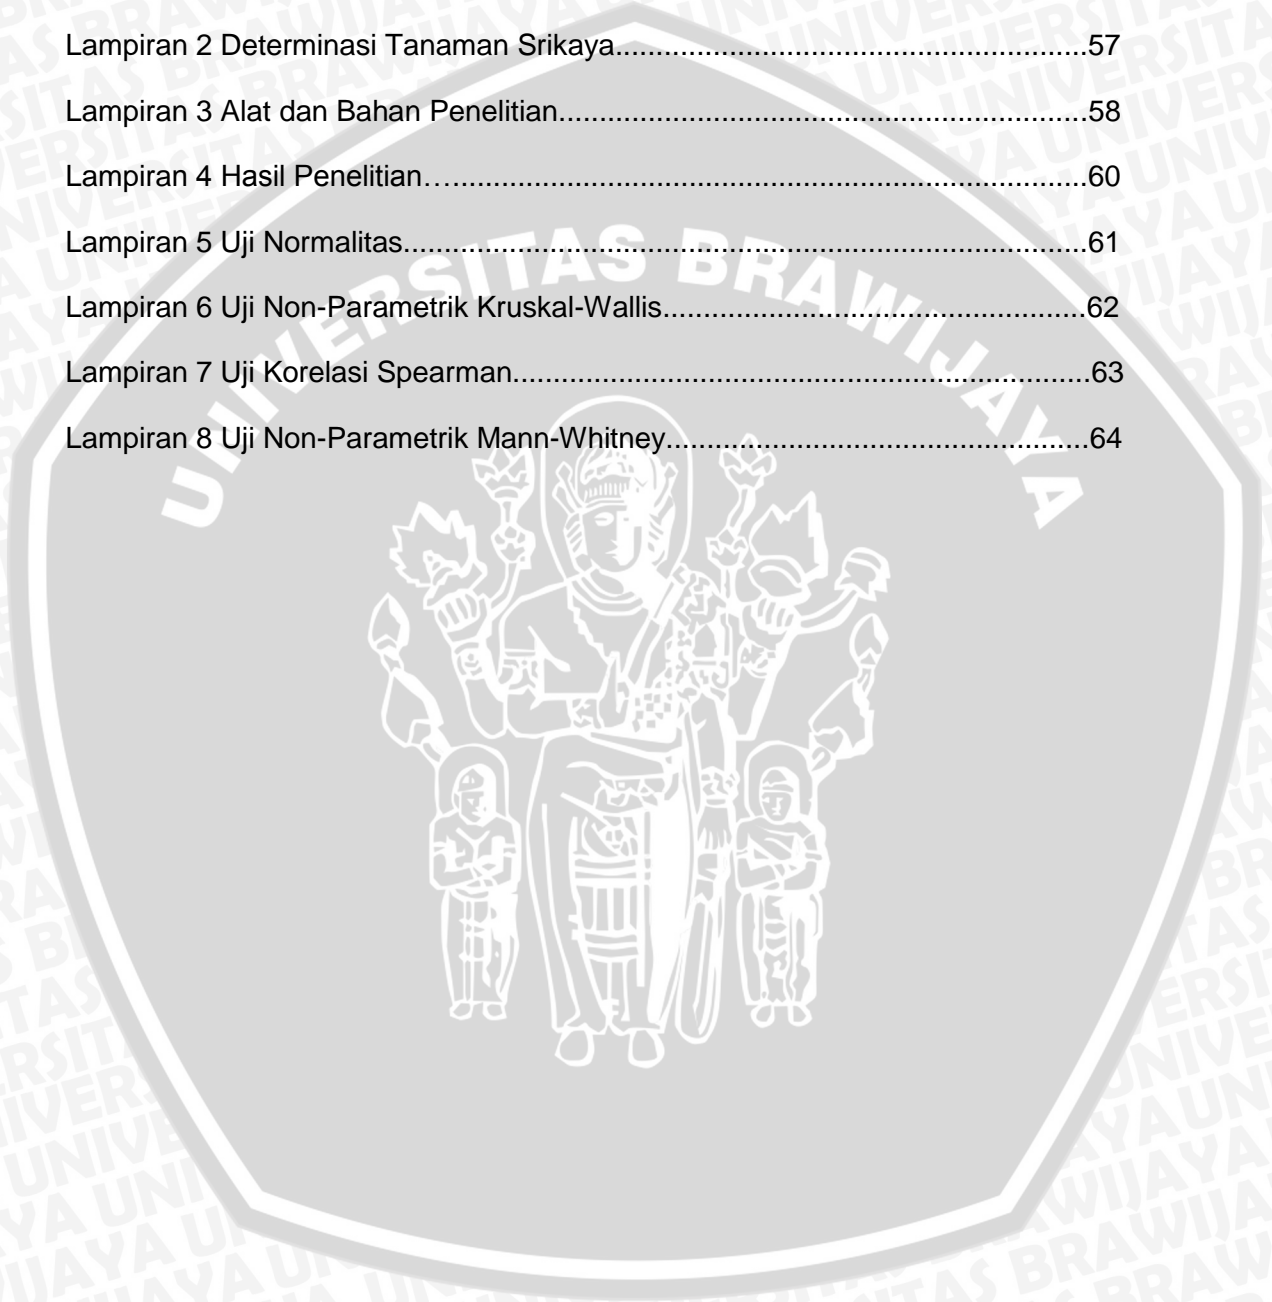 Lampiran 2 Determinasi Tanaman Srikaya............................................................57
Lampiran 3 Alat dan Bahan Penelitian...................................................................58
Lampiran 4 Hasil Penelitian…................................................................................60
Lampiran 5 Uji Normalitas......................................................................................61
Lampiran 6 Uji Non-Parametrik Kruskal-Wallis.....................................................62
Lampiran 7 Uji Korelasi Spearman.........................................................................63
Lampiran 8 Uji Non-Parametrik Mann-Whitney.....................................................64
UNIVERSITAS BRAWIJAYA